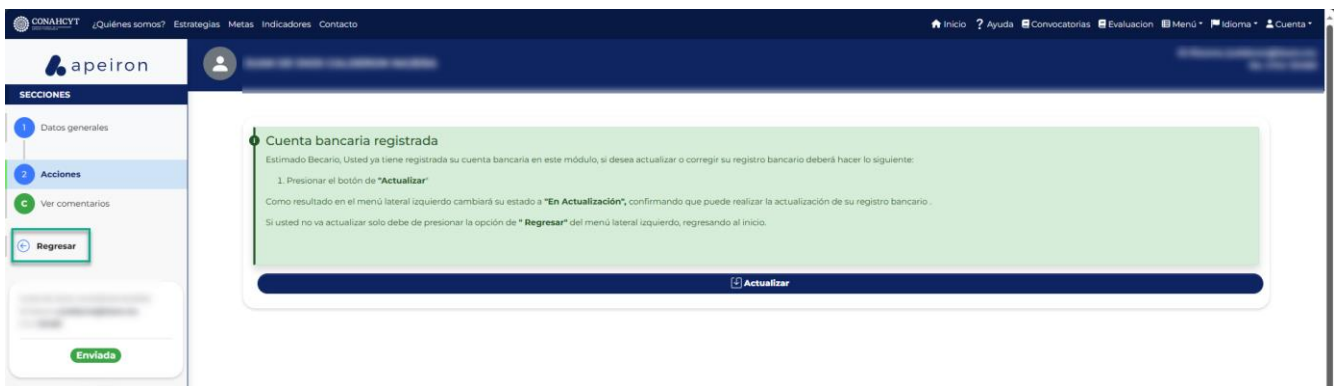 CONAHCYT ¿Quiénes somos? Estrategias Metas Indicadores Contacto
Inicio ? Ayuda Convocatorias Evaluacion Menú Idioma Cuenta
apeiron
SECCIONES
1 Datos generales
2 Acciones
C Ver comentarios
Regresar
Enviada
Cuenta bancaria registrada
Estimado Becario, Usted ya tiene registrada su cuenta bancaria en este módulo, si desea actualizar o corregir su registro bancario deberá hacer lo siguiente:
1. Presionar el botón de "Actualizar"
Como resultado en el menú lateral izquierdo cambiará su estado a "En Actualización", confirmando que puede realizar la actualización de su registro bancario .
Si usted no va actualizar solo debe de presionar la opción de " Regresar" del menú lateral izquierdo, regresando al inicio.
Actualizar